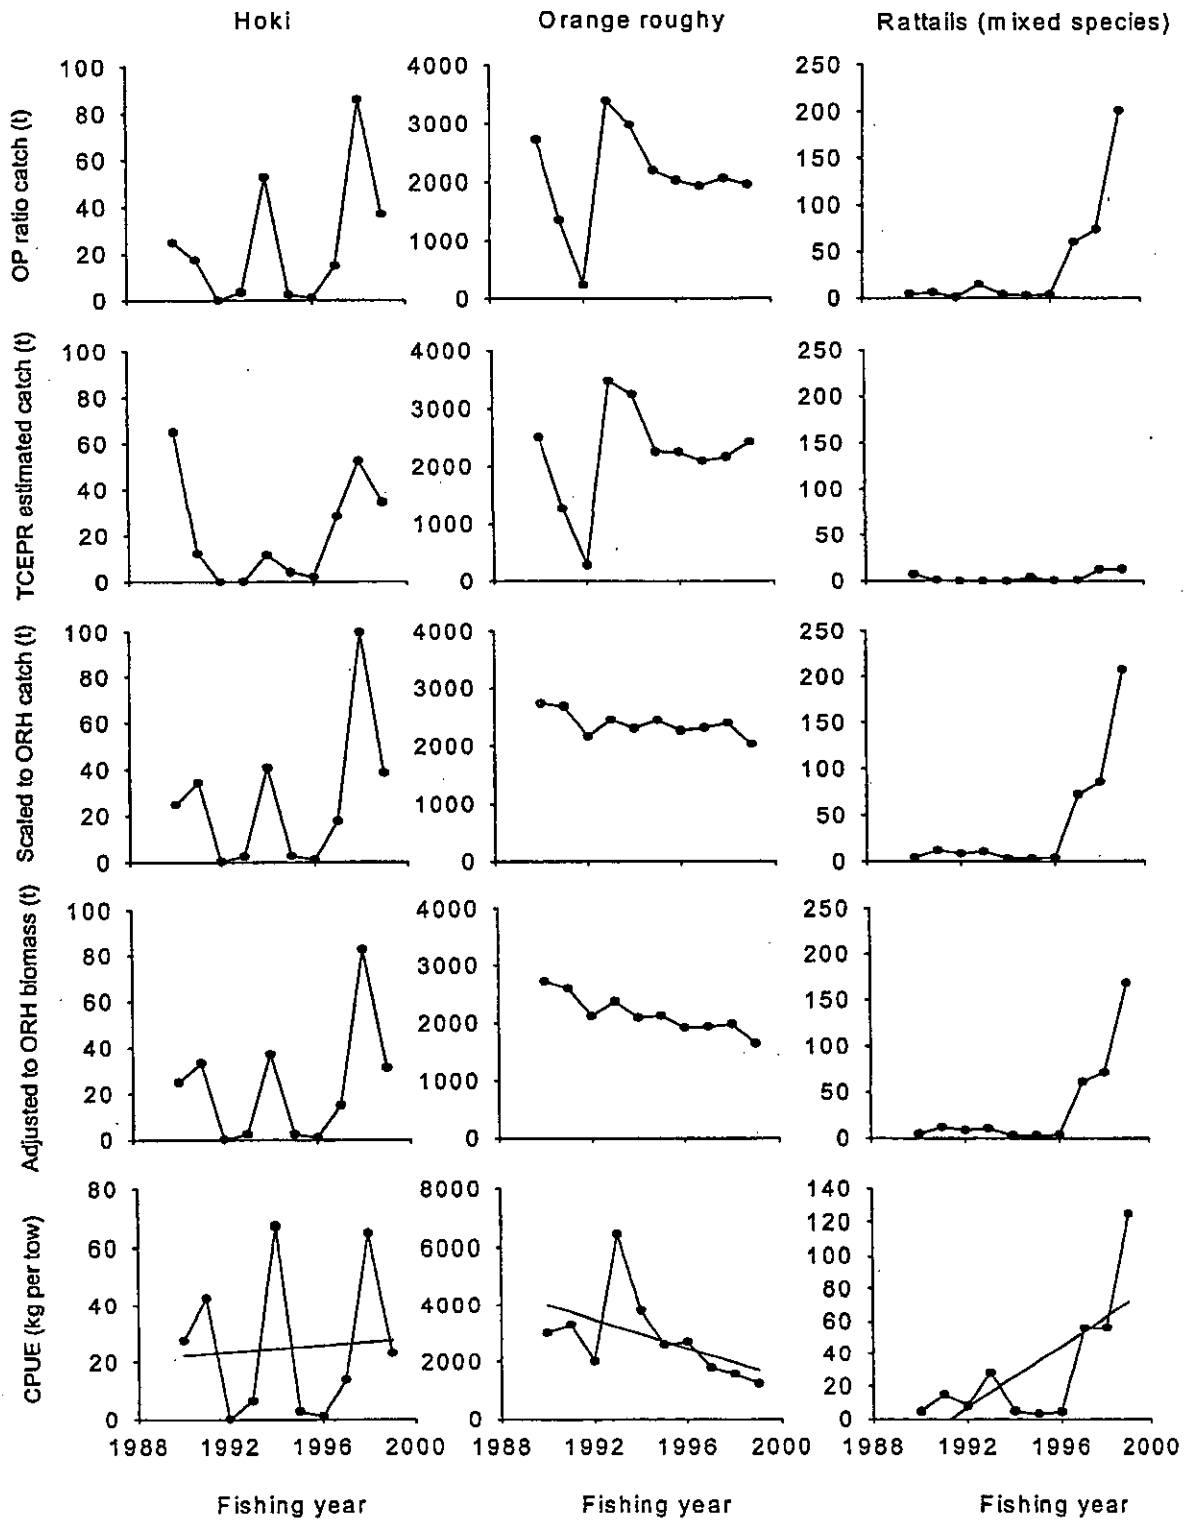 Hoki Orange roughy Rattails (mixed species)
OP ratio catch (t)
100 4000 250
80 200
3000
60 150
2000
40 100
1000
20 50
0 0 0
TCEPR estimated catch (t)
100 4000 250
80 200
3000
60 150
2000
40 100
1000
20 50
0 0 0
Scaled to ORH catch (t)
100 4000 250
80 200
3000
60 150
2000
40 100
1000
20 50
0 0 0
Adjusted to ORH biomass (t)
100 4000 250
80 200
3000
60 150
2000
40 100
1000
20 50
0 0 0
CPUE (kg per tow)
80 8000 140
120
60 6000
100
80
40 4000
60
20 2000 40
20
0 0 0
1988 1992 1996 2000 1992 1996 2000 1988 1992 1996 2000
Fishing year Fishing year Fishing year